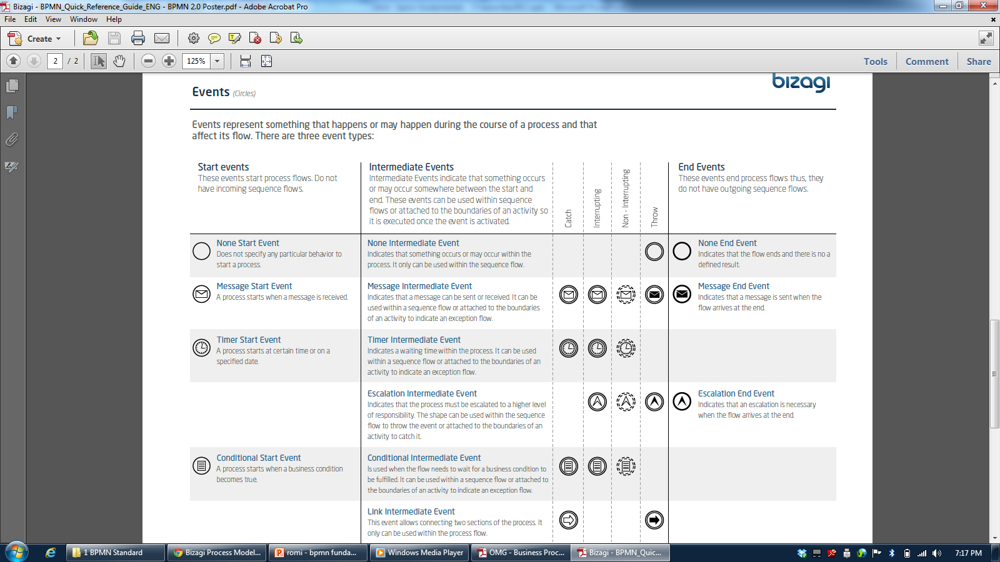 Bizagi - BPMN_Quick_Reference_Guide_ENG - BPMN 2.0 Poster.pdf - Adobe Acrobat Pro
File Edit View Window Help
Create
2 / 2 125% Tools Comment Share
bizagi
Events (Circles)
Events represent something that happens or may happen during the course of a process and that
affect its flow. There are three event types:
Start events
These events start process flows. Do not
have incoming sequence flows.
Intermediate Events
Intermediate Events indicate that something occurs
or may occur somewhere between the start and
end. These events can be used within sequence
flows or attached to the boundaries of an activity so
it is executed once the event is activated.
Catch
Interrupting
Non - Interrupting
Throw
End Events
These events end process flows thus, they
do not have outgoing sequence flows.
None Start Event
Does not specify any particular behavior to
start a process.
None Intermediate Event
Indicates that something occurs or may occur within the
process. It only can be used within the sequence flow.
None End Event
Indicates that the flow ends and there is no a
defined result.
Message Start Event
A process starts when a message is received.
Message Intermediate Event
Indicates that a message can be sent or received. It can be
used within a sequence flow or attached to the boundaries
of an activity to indicate an exception flow.
Message End Event
Indicates that a message is sent when the
flow arrives at the end.
Timer Start Event
A process starts at certain time or on a
specified date.
Timer Intermediate Event
Indicates a waiting time within the process. It can be used
within a sequence flow or attached to the boundaries of an
activity to indicate an exception flow.
Escalation Intermediate Event
Indicates that the process must be escalated to a higher level
of responsibility. The shape can be used within the sequence
flow to throw the event or attached to the boundaries of an
activity to catch it.
Escalation End Event
Indicates that an escalation is necessary
when the flow arrives at the end.
Conditional Start Event
A process starts when a business condition
becomes true.
Conditional Intermediate Event
Is used when the flow needs to wait for a business condition to
be fulfilled. It can be used within a sequence flow or attached to
the boundaries of an activity to indicate an exception flow.
Link Intermediate Event
This event allows connecting two sections of the process. It
only can be used within the process flow.
1 BPMN Standard
Bizagi Process Model...
romi - bpmn funda...
Windows Media Player
OMG - Business Proc...
Bizagi - BPMN_Quic...
7:17 PM